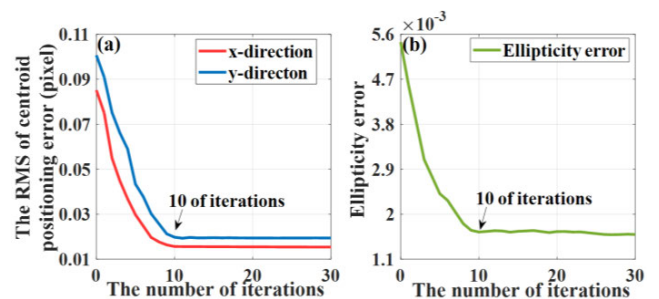 (a)
x-direction
y-directon
The RMS of centroid
positioning error (pixel)
0.11
0.09
0.07
0.05
0.03
0.01
10 of iterations
0
10
20
30
The number of iterations
×10⁻³
(b)
Ellipticity error
Ellipticity error
5.6
4.7
3.8
2.9
2
1.1
10 of iterations
0
10
20
30
The number of iterations